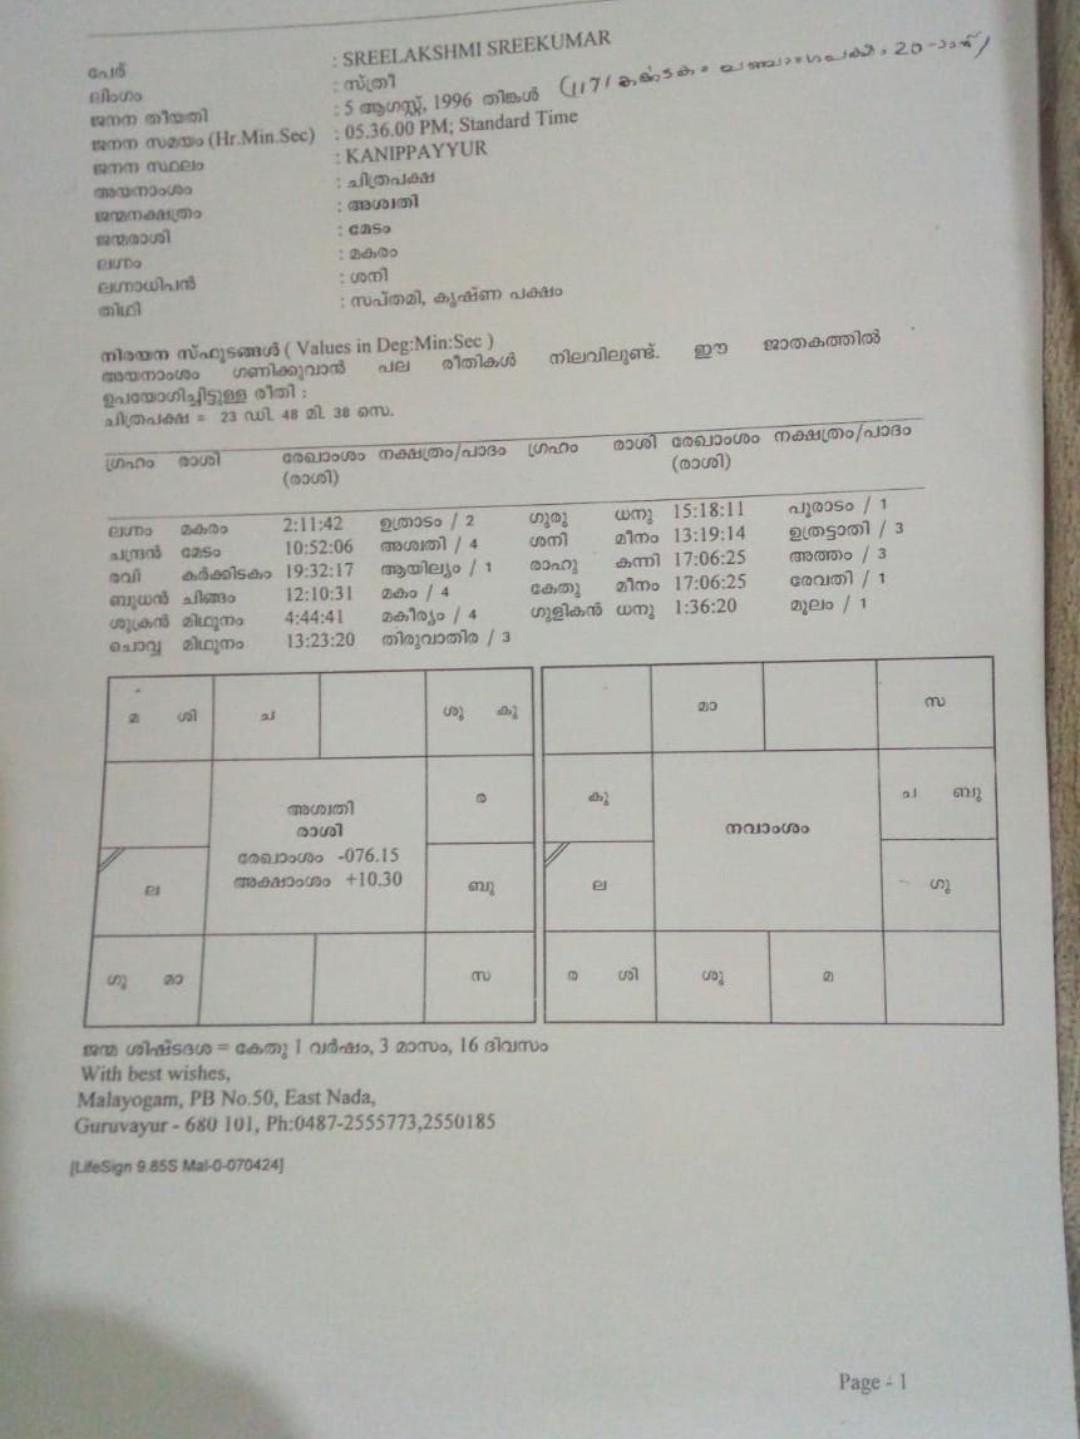 പേര് : SREELAKSHMI SREEKUMAR
ലിംഗം : സ്ത്രീ
ജനന തീയതി : 5 ആഗസ്റ്റ്, 1996 തിങ്കൾ (1171 കർക്കടകം 20
ജനന സമയം (Hr.Min.Sec) : 05.36.00 PM; Standard Time
ജനന സ്ഥലം : KANIPPAYYUR
അയനാംശം : ചിത്രപക്ഷ
ജന്മനക്ഷത്രം : അശ്വതി
ജന്മരാശി : മേടം
ലഗ്നം : മകരം
ലഗ്നാധിപൻ : ശനി
തിഥി : സപ്തമി, കൃഷ്ണ പക്ഷം
നിരയന സ്ഫുടങ്ങൾ ( Values in Deg:Min:Sec )
അയനാംശം ഗണിക്കുവാൻ പല രീതികൾ നിലവിലുണ്ട്. ഈ ജാതകത്തിൽ
ഉപയോഗിച്ചിട്ടുള്ള രീതി :
ചിത്രപക്ഷ = 23 ഡി. 48 മി. 38 സെ.
ഗ്രഹം രാശി രേഖാംശം നക്ഷത്രം/പാദം ഗ്രഹം രാശി രേഖാംശം നക്ഷത്രം/പാദം
(രാശി) (രാശി)
ലഗ്നം മകരം 2:11:42 ഉത്രാടം / 2 ഗുരു ധനു 15:18:11 പൂരാടം / 1
ചന്ദ്രൻ മേടം 10:52:06 അശ്വതി / 4 ശനി മീനം 13:19:14 ഉത്രട്ടാതി / 3
രവി കർക്കിടകം 19:32:17 ആയില്യം / 1 രാഹു കന്നി 17:06:25 അത്തം / 3
ബുധൻ ചിങ്ങം 12:10:31 മകം / 4 കേതു മീനം 17:06:25 രേവതി / 1
ശുക്രൻ മിഥുനം 4:44:41 മകീര്യം / 4 ഗുളികൻ ധനു 1:36:20 മൂലം / 1
ചൊവ്വ മിഥുനം 13:23:20 തിരുവാതിര / 3
മ ശി ച ശു കു
ര
അശ്വതി
രാശി
രേഖാംശം -076.15
അക്ഷാംശം +10.30
ല ബു
ഗു മാ സ
മാ സ
കു ച ബു
നവാംശം
ല ഗു
ര ശി ശു മ
ജന്മ ശിഷ്ടദശ = കേതു 1 വർഷം, 3 മാസം, 16 ദിവസം
With best wishes,
Malayogam, PB No.50, East Nada,
Guruvayur - 680 101, Ph:0487-2555773,2550185
[LifeSign 9.85S Mal-0-070424]
Page - 1